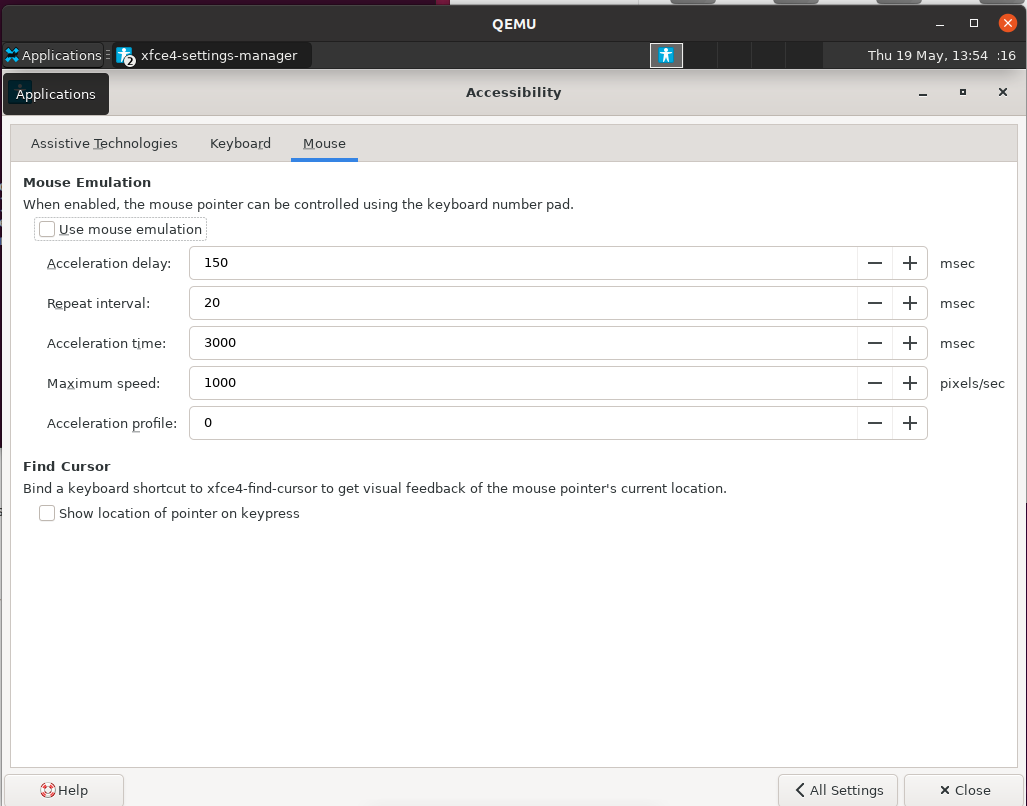 QEMU
Applications 2 xfce4-settings-manager Thu 19 May, 13:54 :16
Applications
Accessibility
Assistive Technologies Keyboard Mouse
Mouse Emulation
When enabled, the mouse pointer can be controlled using the keyboard number pad.
Use mouse emulation
Acceleration delay: 150 msec
Repeat interval: 20 msec
Acceleration time: 3000 msec
Maximum speed: 1000 pixels/sec
Acceleration profile: 0
Find Cursor
Bind a keyboard shortcut to xfce4-find-cursor to get visual feedback of the mouse pointer's current location.
Show location of pointer on keypress
Help All Settings Close